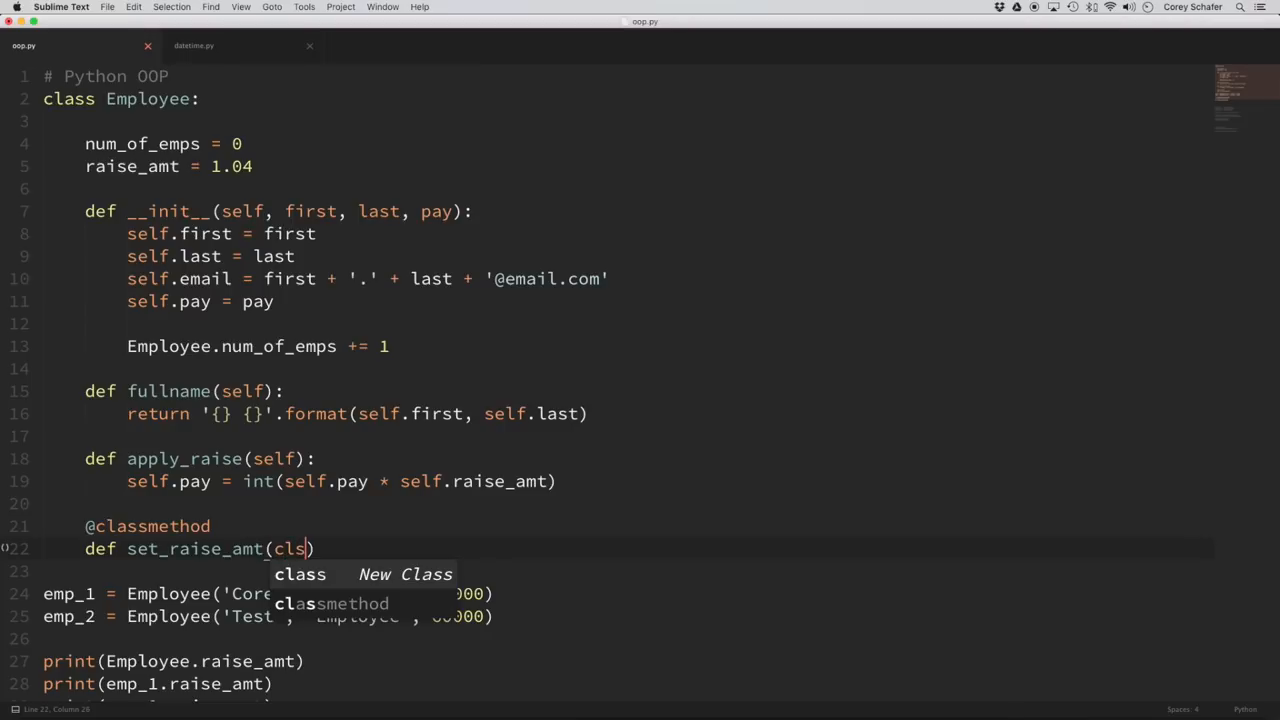 Sublime Text File Edit Selection Find View Goto Tools Project Window Help Corey Schafer
oop.py
oop.py datetime.py
1 # Python OOP
2 class Employee:
3
4 num_of_emps = 0
5 raise_amt = 1.04
6
7 def __init__(self, first, last, pay):
8 self.first = first
9 self.last = last
10 self.email = first + '.' + last + '@email.com'
11 self.pay = pay
12
13 Employee.num_of_emps += 1
14
15 def fullname(self):
16 return '{} {}'.format(self.first, self.last)
17
18 def apply_raise(self):
19 self.pay = int(self.pay * self.raise_amt)
20
21 @classmethod
22 def set_raise_amt(cls)
class New Class
23
24 emp_1 = Employee('Core 000)
classmethod
25 emp_2 = Employee('Test', 'Employee', 60000)
26
27 print(Employee.raise_amt)
28 print(emp_1.raise_amt)
Line 22, Column 28 Spaces: 4 Python